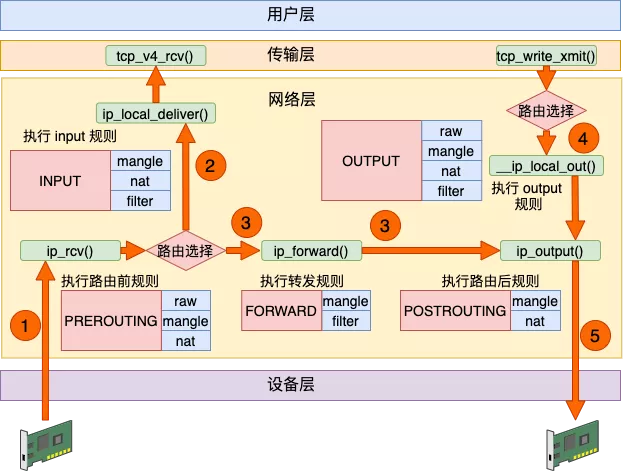 用户层
传输层
tcp_v4_rcv()
tcp_write_xmit()
网络层
ip_local_deliver()
路由选择
执行 input 规则
INPUT
mangle
nat
filter
2
OUTPUT
raw
mangle
nat
filter
4
__ip_local_out()
执行 output
规则
ip_rcv()
路由选择
3
ip_forward()
3
ip_output()
执行路由前规则
PREROUTING
raw
mangle
nat
执行转发规则
FORWARD
mangle
filter
执行路由后规则
POSTROUTING
mangle
nat
1
5
设备层